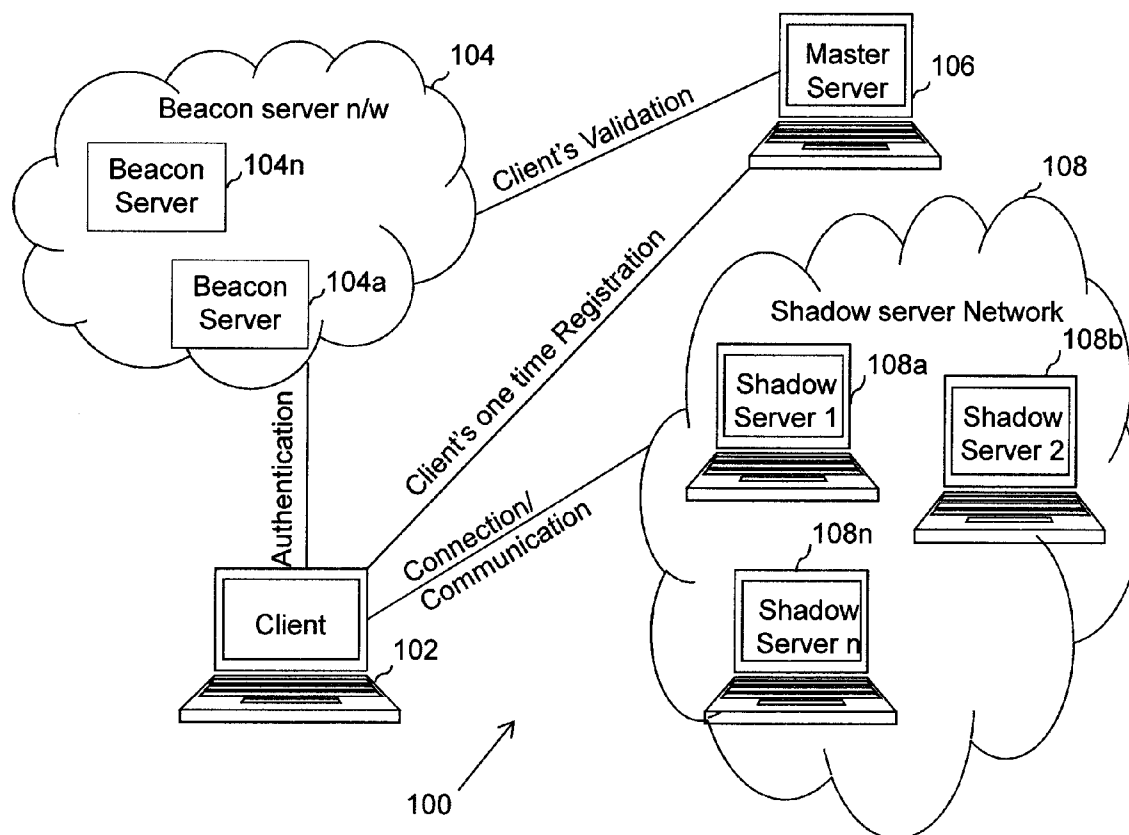 104
Beacon server n/w
Beacon
Server
104n
Beacon
Server
104a
Client's Validation
Master
Server
106
Client's one time Registration
Authentication
Connection/
Communication
108
Shadow server Network
108a
Shadow
Server 1
108b
Shadow
Server 2
108n
Shadow
Server n
Client
102
100